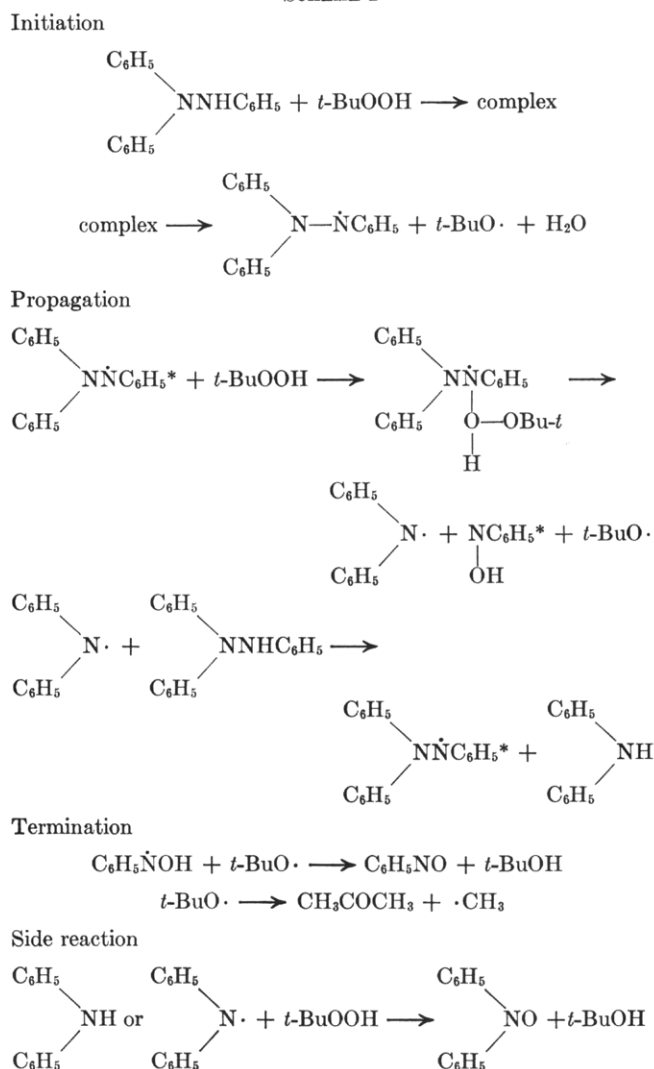 Initiation
C₆H₅
NNHC₆H₅ + t-BuOOH ⟶ complex
C₆H₅
C₆H₅
complex ⟶ N—ṄC₆H₅ + t-BuO· + H₂O
C₆H₅
Propagation
C₆H₅ C₆H₅
NṄC₆H₅* + t-BuOOH ⟶ NṄC₆H₅ ⟶
C₆H₅ C₆H₅ O—OBu-t
H
C₆H₅
N· + NC₆H₅* + t-BuO·
C₆H₅ OH
C₆H₅ C₆H₅
N· + NNHC₆H₅ ⟶
C₆H₅ C₆H₅
C₆H₅ C₆H₅
NṄC₆H₅* + NH
C₆H₅ C₆H₅
Termination
C₆H₅ṄOH + t-BuO· ⟶ C₆H₅NO + t-BuOH
t-BuO· ⟶ CH₃COCH₃ + ·CH₃
Side reaction
C₆H₅ C₆H₅ C₆H₅
NH or N· + t-BuOOH ⟶ NO +t-BuOH
C₆H₅ C₆H₅ C₆H₅